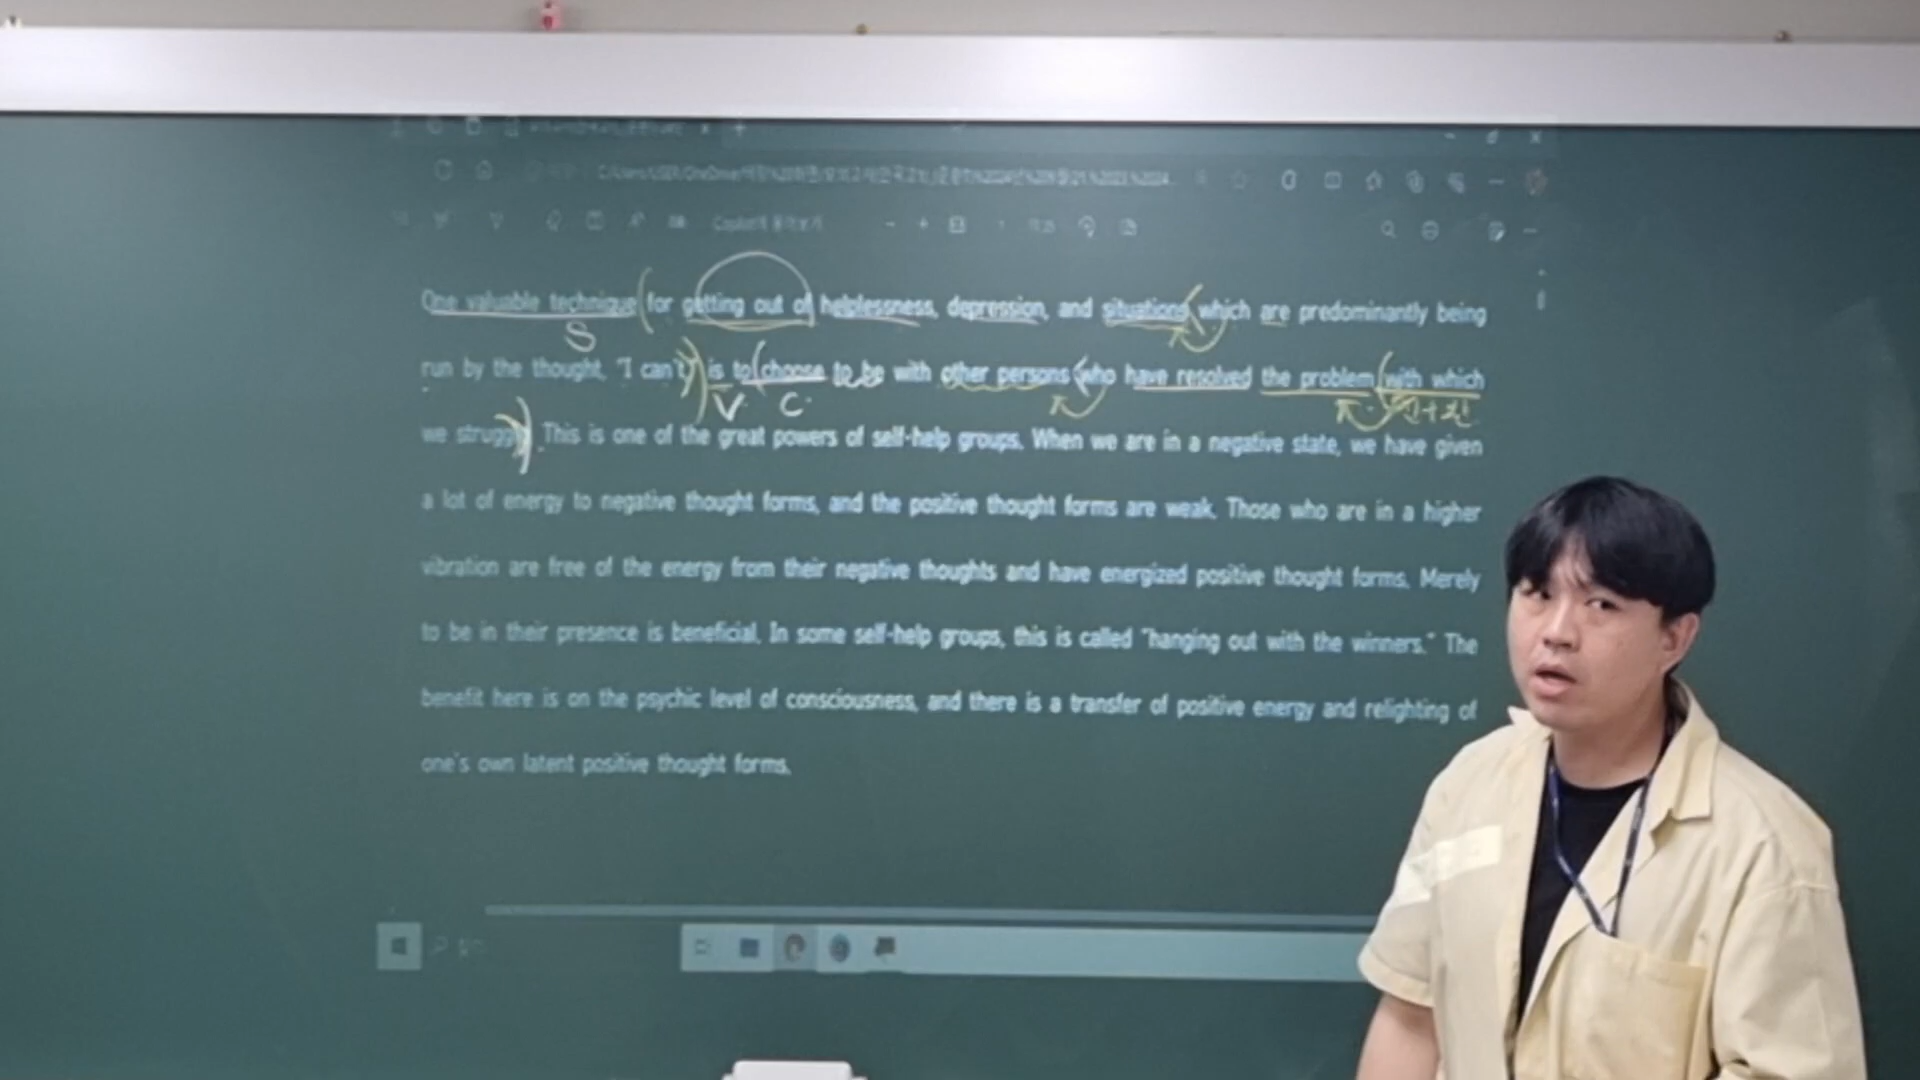 One valuable technique for getting out of helplessness, depression, and situations which are predominantly being
S
run by the thought, "I can't", is to choose to be with other persons who have resolved the problem with which
V C
we struggle. This is one of the great powers of self-help groups. When we are in a negative state, we have given
a lot of energy to negative thought forms, and the positive thought forms are weak. Those who are in a higher
vibration are free of the energy from their negative thoughts and have energized positive thought forms. Merely
to be in their presence is beneficial. In some self-help groups, this is called "hanging out with the winners." The
benefit here is on the psychic level of consciousness, and there is a transfer of positive energy and relighting of
one's own latent positive thought forms.